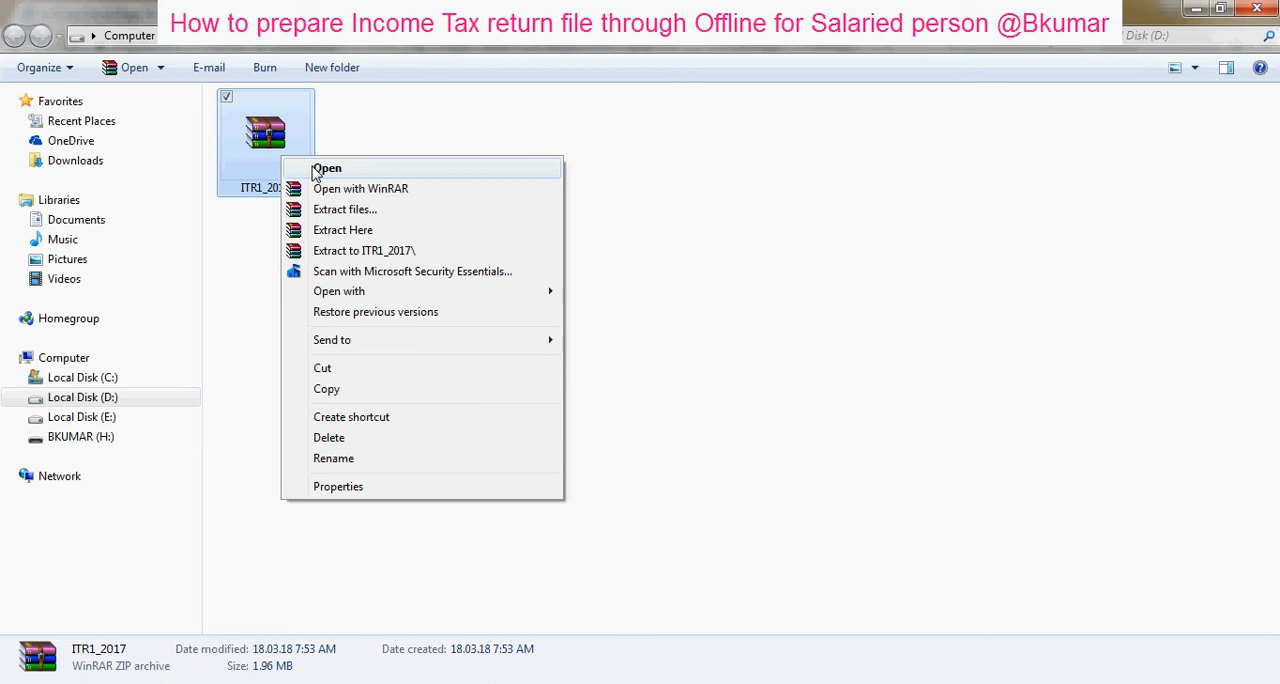 How to prepare Income Tax return file through Offline for Salaried person @Bkumar
Computer
Disk (D:)
Organize
Open
E-mail
Burn
New folder
Favorites
Recent Places
OneDrive
Downloads
Libraries
Documents
Music
Pictures
Videos
Homegroup
Computer
Local Disk (C:)
Local Disk (D:)
Local Disk (E:)
BKUMAR (H:)
Network
ITR1_201
Open
Open with WinRAR
Extract files...
Extract Here
Extract to ITR1_2017\
Scan with Microsoft Security Essentials...
Open with
Restore previous versions
Send to
Cut
Copy
Create shortcut
Delete
Rename
Properties
ITR1_2017
WinRAR ZIP archive
Date modified: 18.03.18 7:53 AM
Size: 1.96 MB
Date created: 18.03.18 7:53 AM